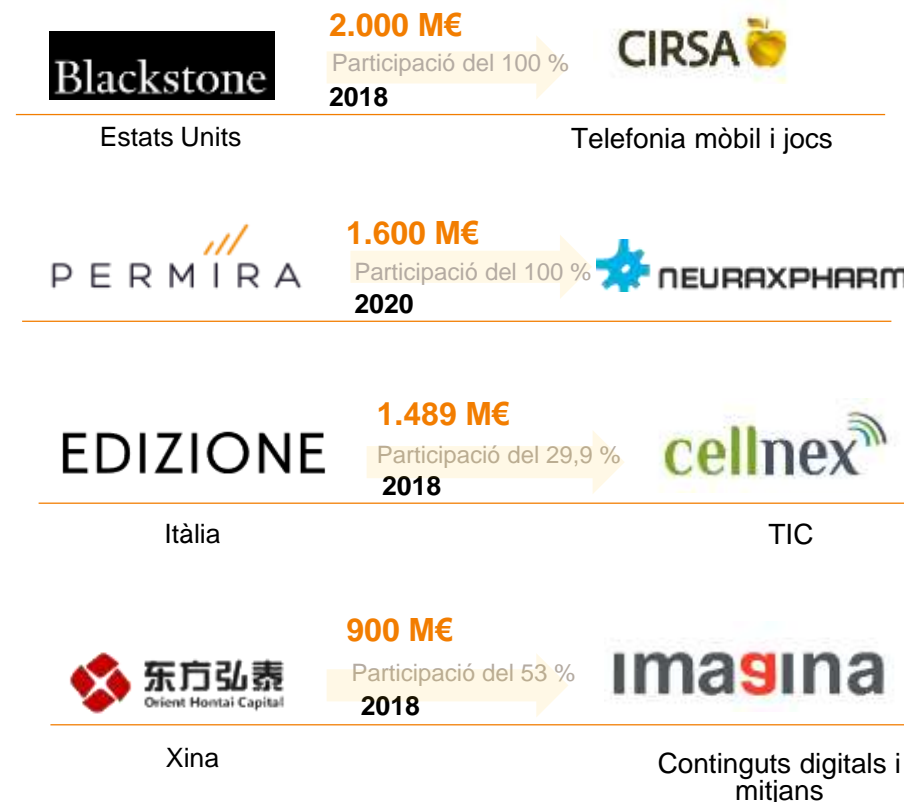 Blackstone
2.000 M€
Participació del 100 %
2018
CIRSA
Estats Units
Telefonia mòbil i jocs
PERMIRA
1.600 M€
Participació del 100 %
2020
NEURAXPHARM
EDIZIONE
1.489 M€
Participació del 29,9 %
2018
cellnex
Itàlia
TIC
东方弘泰
Orient Hontai Capital
900 M€
Participació del 53 %
2018
imagina
Xina
Continguts digitals i
mitjans